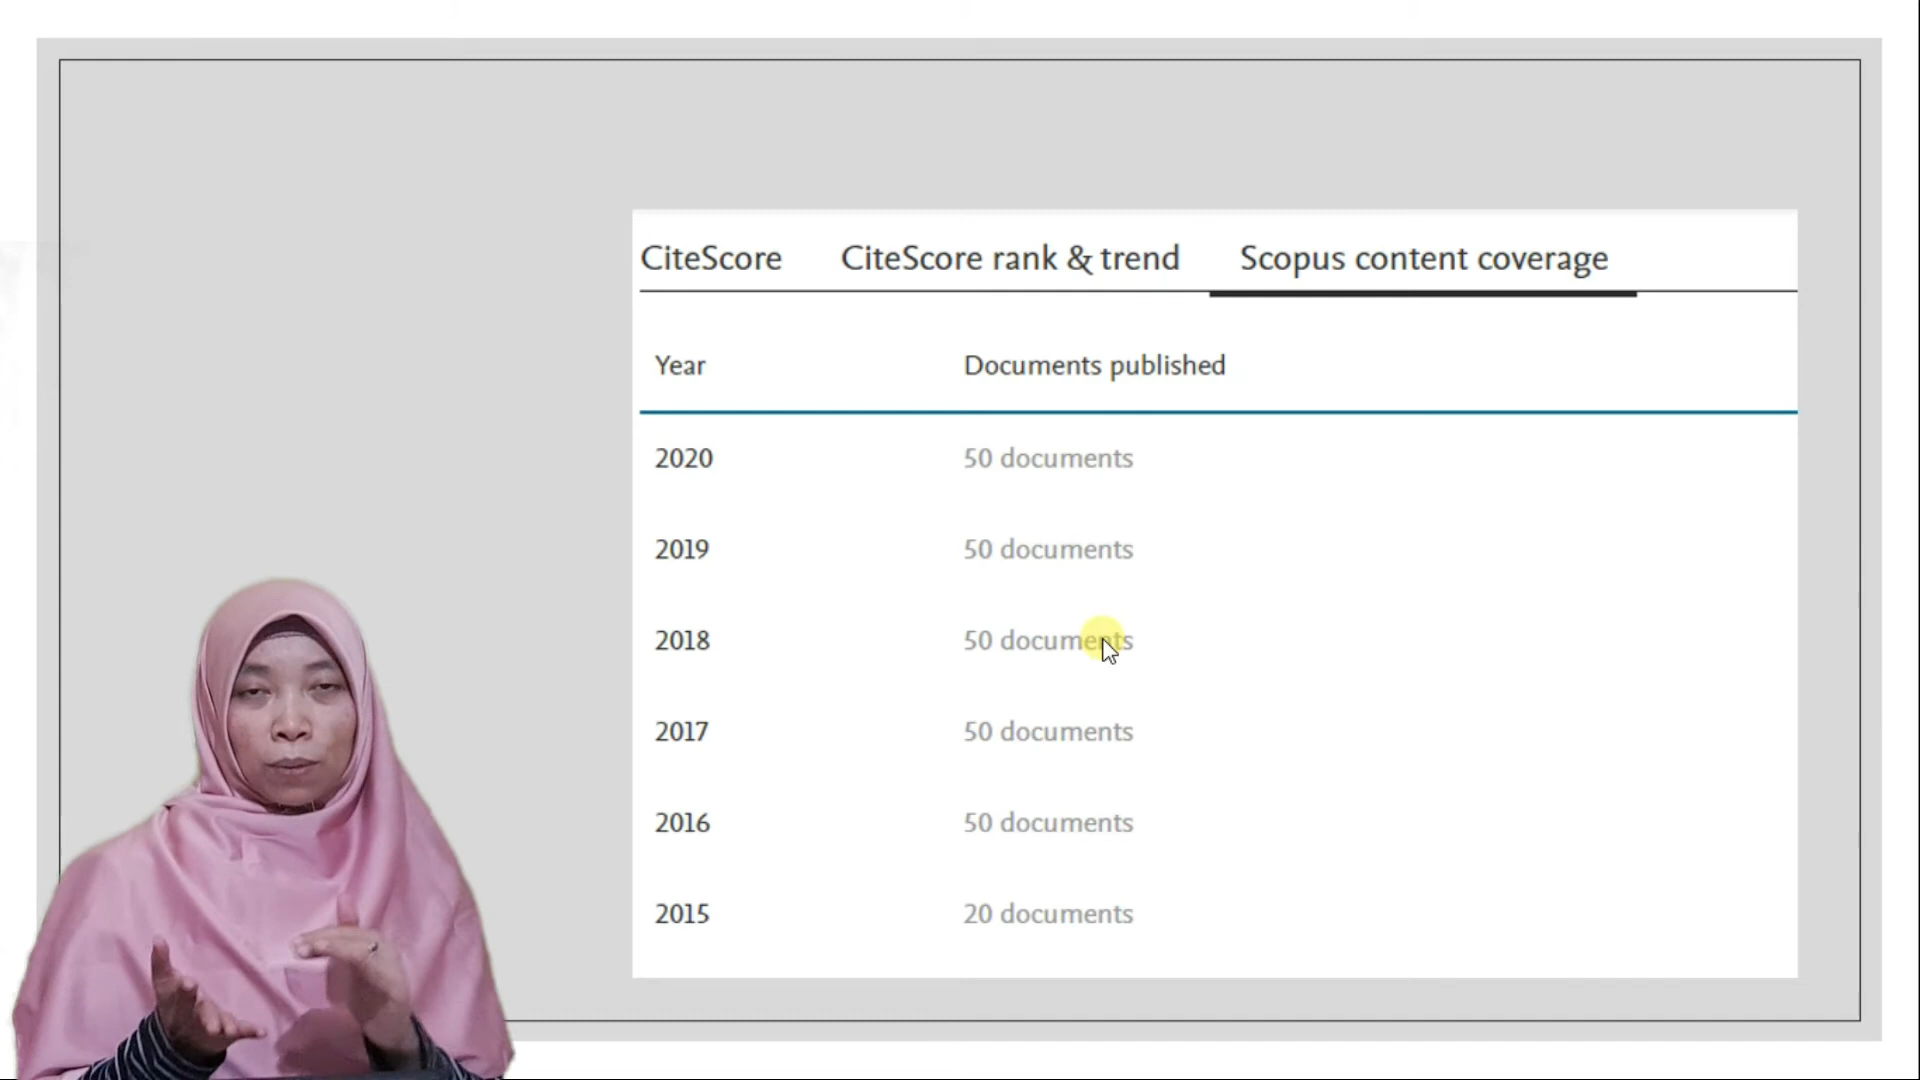 CiteScore CiteScore rank & trend Scopus content coverage
Year Documents published
2020 50 documents
2019 50 documents
2018 50 documents
2017 50 documents
2016 50 documents
2015 20 documents